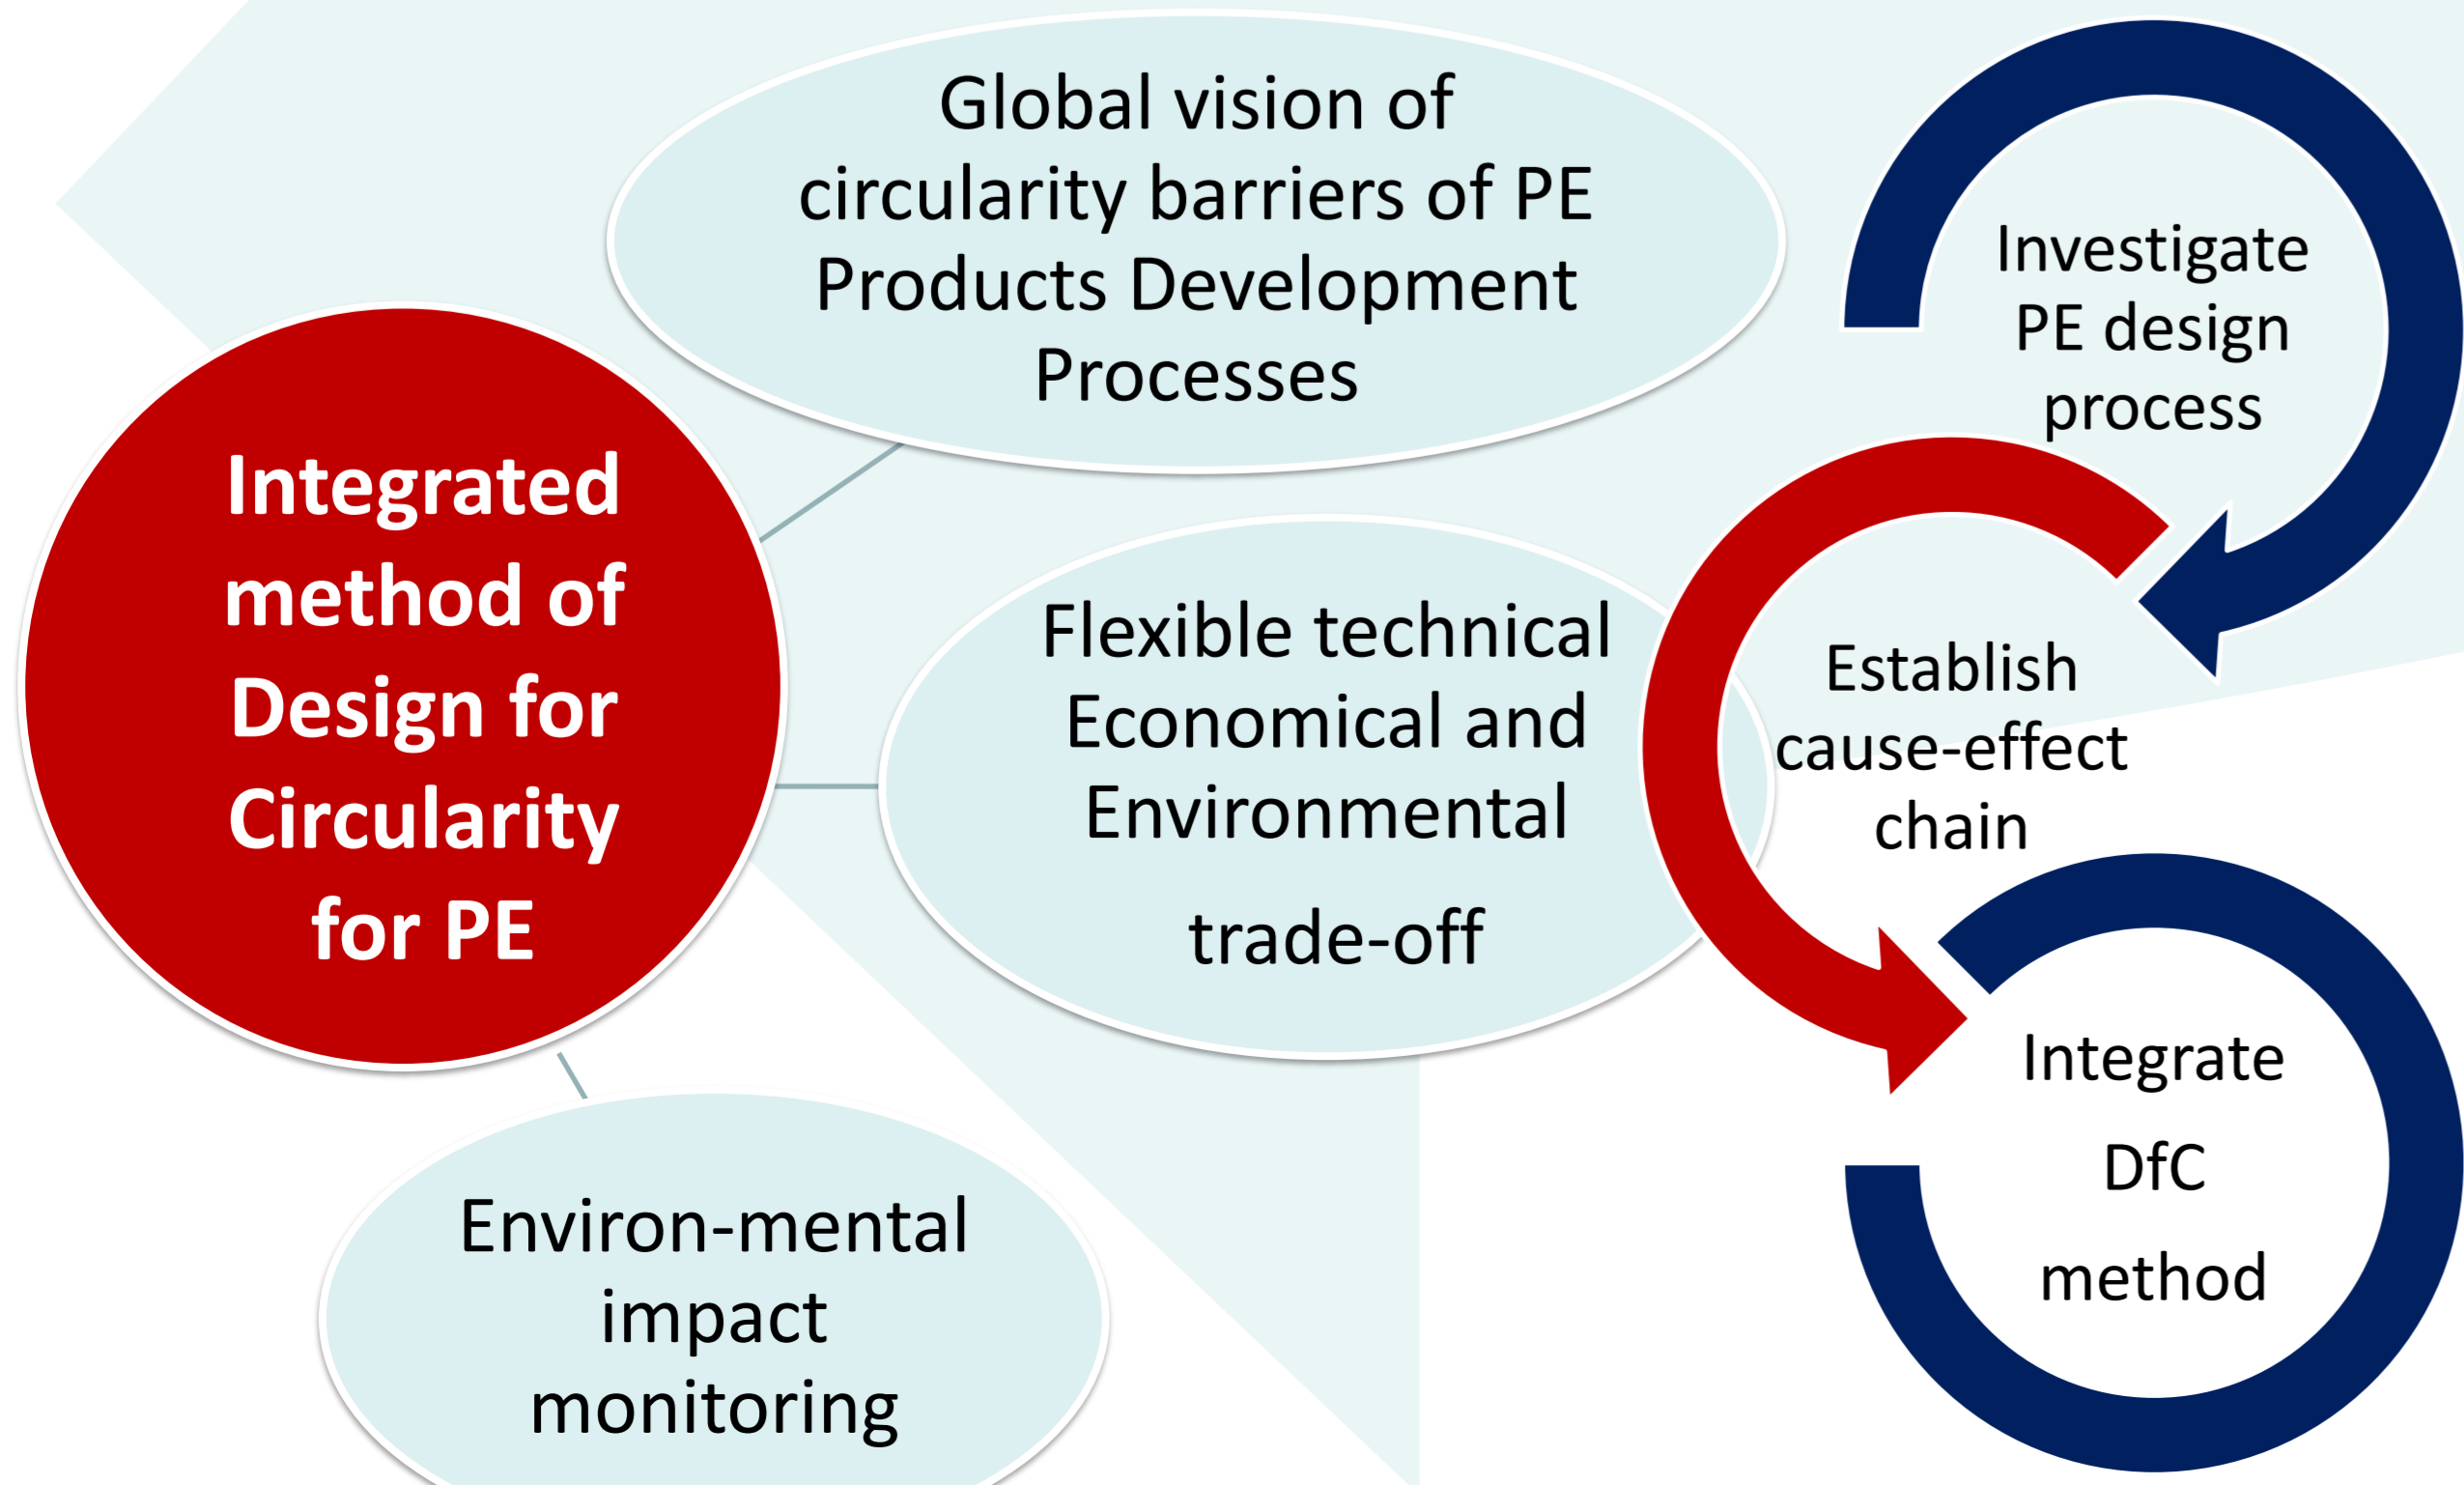 Global vision of
circularity barriers of PE
Products Development
Processes
Integrated
method of
Design for
Circularity
for PE
Flexible technical
Economical and
Environmental
trade-off
Environ-mental
impact
monitoring
Investigate
PE design
process
Establish
cause-effect
chain
Integrate
DfC
method